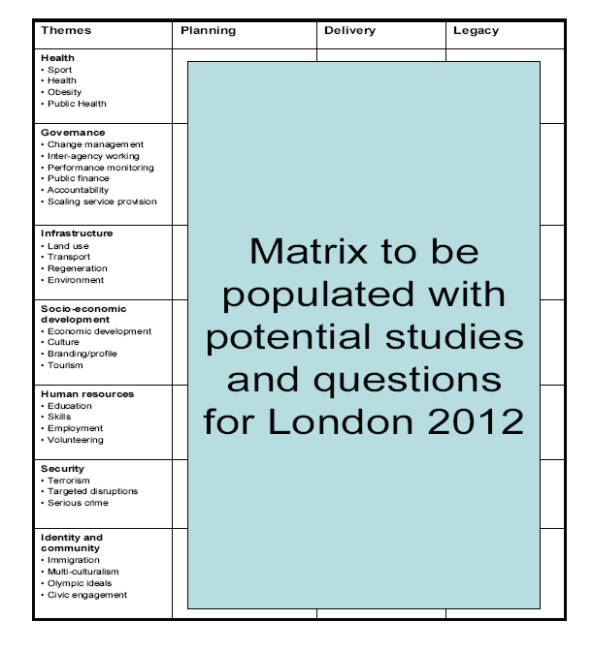 Themes Planning Delivery Legacy
Health
• Sport
• Health
• Obesity
• Public Health
Governance
• Change management
• Inter-agency working
• Performance monitoring
• Public finance
• Accountability
• Scaling service provision
Infrastructure
• Land use
• Transport
• Regeneration
• Environment
Socio-economic
development
• Economic development
• Culture
• Branding/profile
• Tourism
Human resources
• Education
• Skills
• Employment
• Volunteering
Security
• Terrorism
• Targeted disruptions
• Serious crime
Identity and
community
• Immigration
• Multi-culturalism
• Olympic ideals
• Civic engagement
Matrix to be
populated with
potential studies
and questions
for London 2012